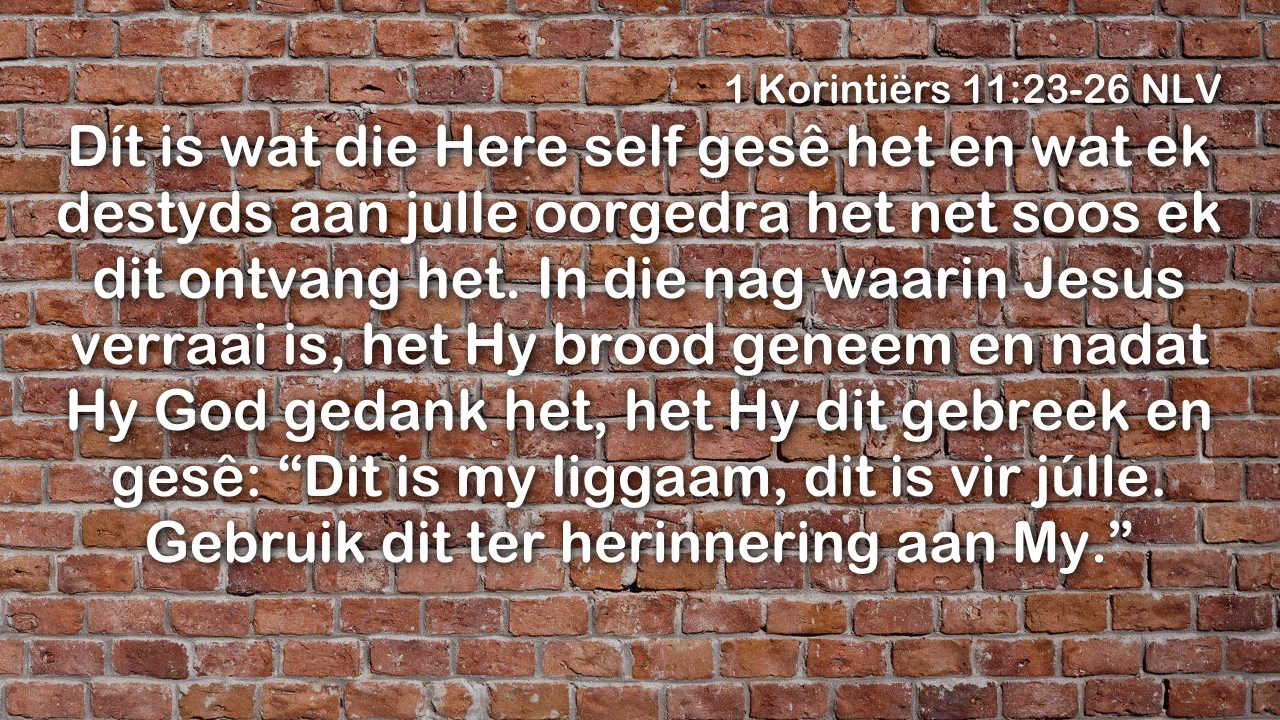 1 Korintiërs 11:23-26 NLV
Dít is wat die Here self gesê het en wat ek
destyds aan julle oorgedra het net soos ek
dit ontvang het. In die nag waarin Jesus
verraai is, het Hy brood geneem en nadat
Hy God gedank het, het Hy dit gebreek en
gesê: “Dit is my liggaam, dit is vir júlle.
Gebruik dit ter herinnering aan My.”